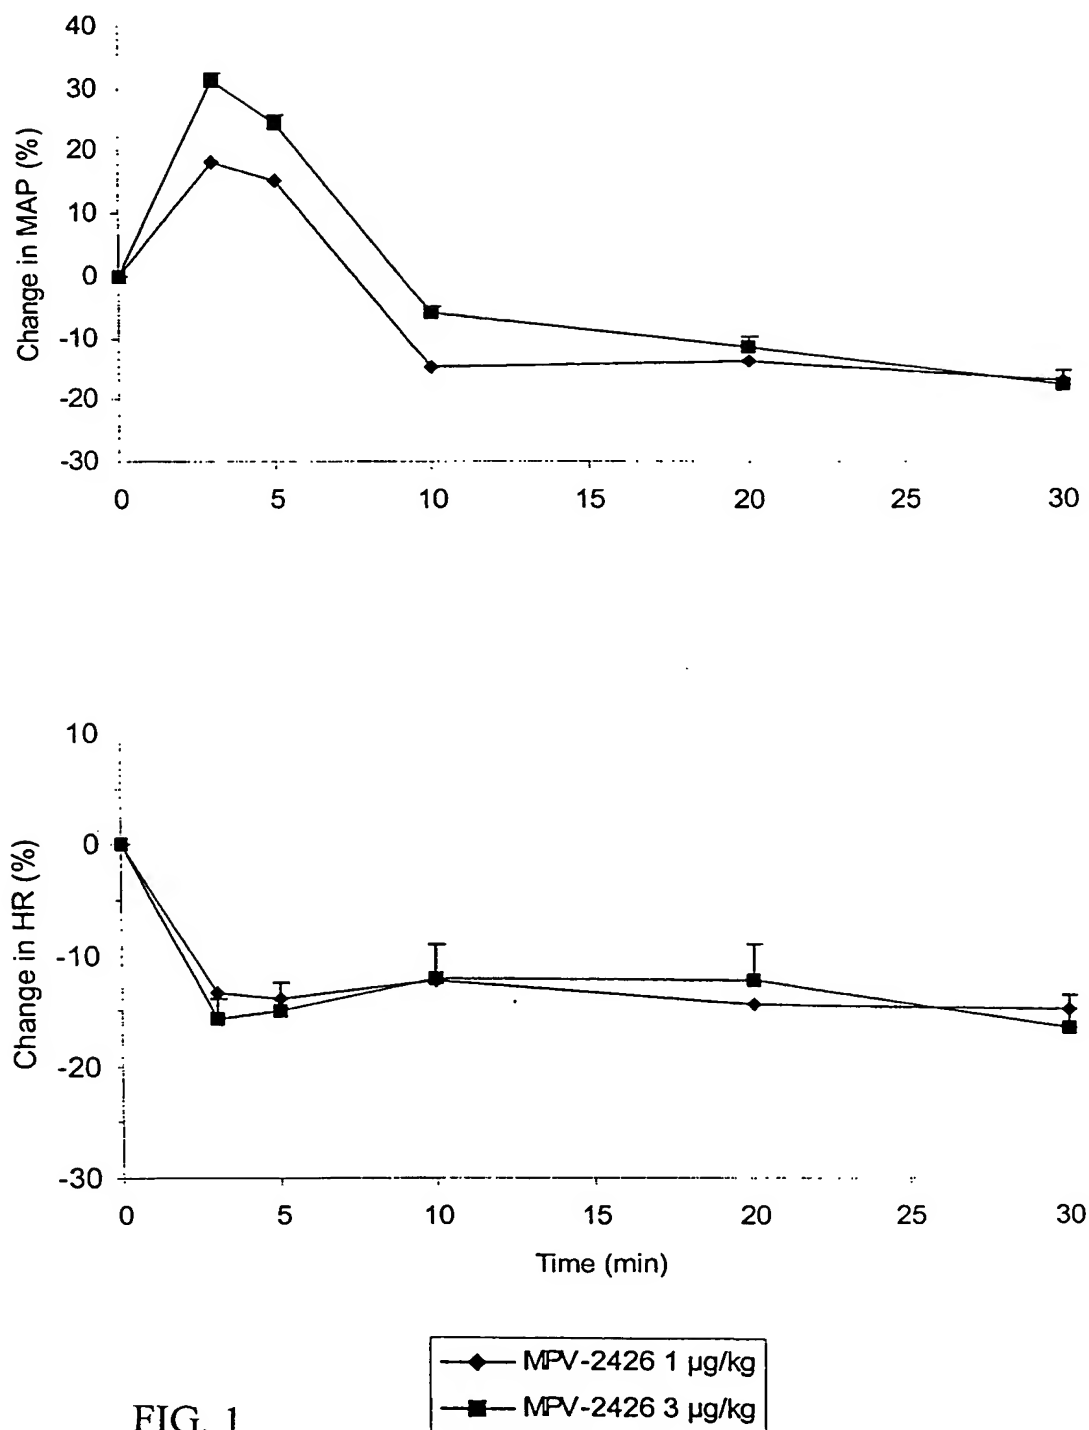 40
30
20
10
0
-10
-20
-30
Change in MAP (%)
0 5 10 15 20 25 30
10
0
-10
-20
-30
Change in HR (%)
0 5 10 15 20 25 30
Time (min)
MPV-2426 1 µg/kg
MPV-2426 3 µg/kg
FIG. 1